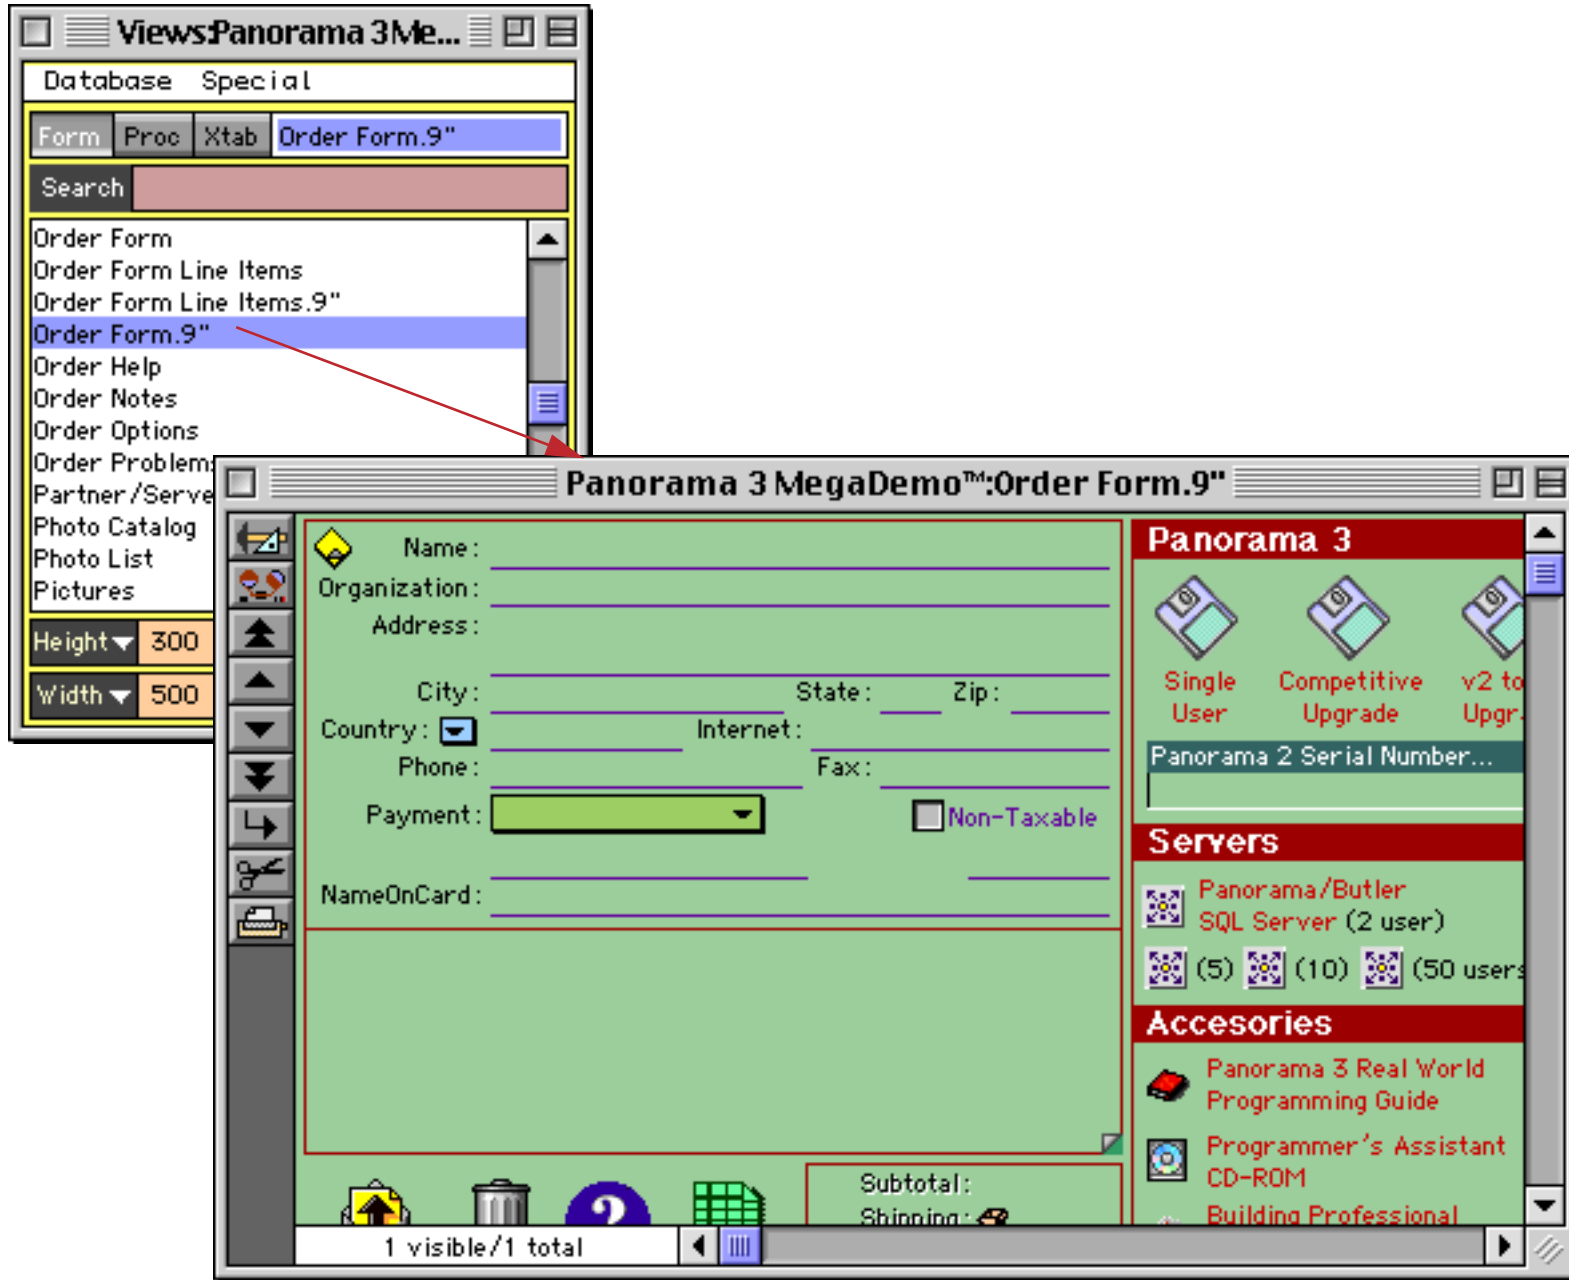 Views:Panorama 3 Me...
Database Special
Form Proc Xtab Order Form.9"
Search
Order Form
Order Form Line Items
Order Form Line Items.9"
Order Form.9"
Order Help
Order Notes
Order Options
Order Problem
Partner/Serve
Photo Catalog
Photo List
Pictures
Height 300
Width 500
Panorama 3 MegaDemo™:Order Form.9"
Name:
Organization:
Address:
City: State: Zip:
Country: Internet:
Phone: Fax:
Payment: Non-Taxable
NameOnCard:
Subtotal:
Shipping:
1 visible/1 total
Panorama 3
Single User
Competitive Upgrade
v2 to
Upgr
Panorama 2 Serial Number...
Servers
Panorama/Butler
SQL Server (2 user)
(5) (10) (50 users
Accesories
Panorama 3 Real World
Programming Guide
Programmer's Assistant
CD-ROM
Building Professional